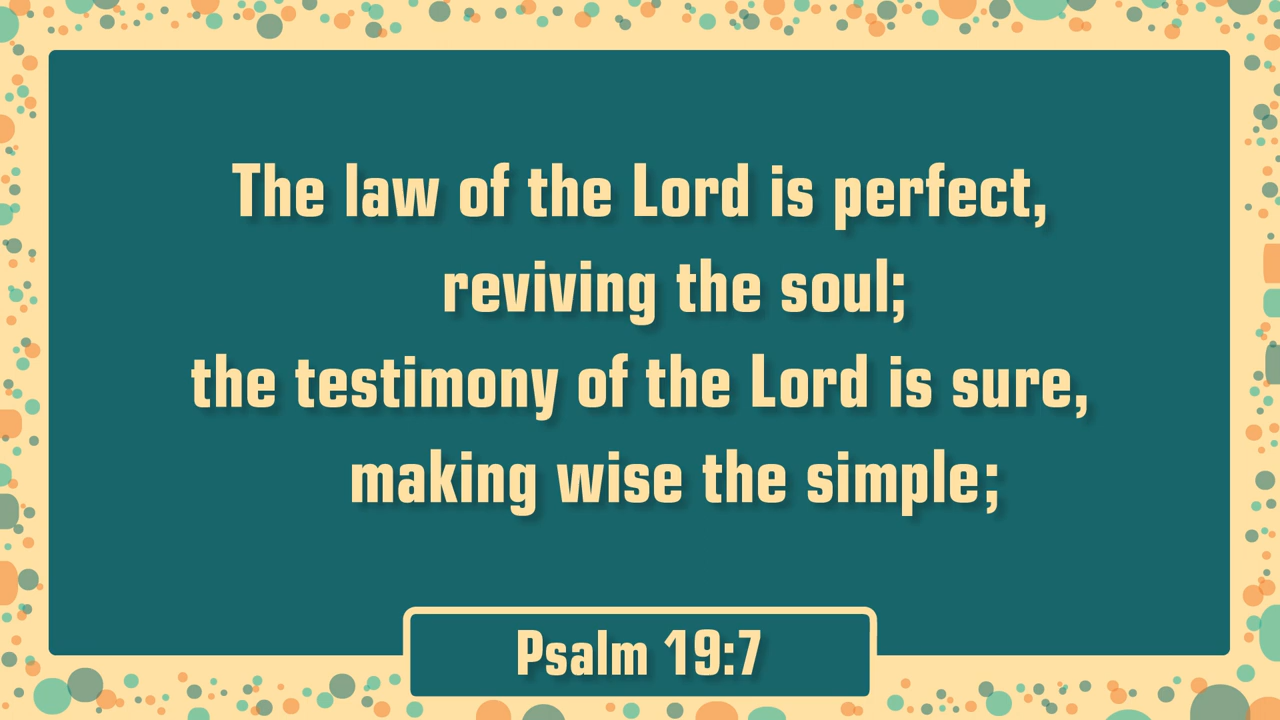 The law of the Lord is perfect,
reviving the soul;
the testimony of the Lord is sure,
making wise the simple;
Psalm 19:7